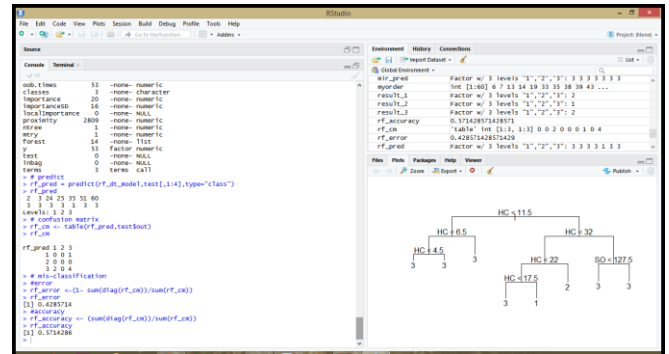 RStudio
File Edit Code View Plots Session Build Debug Profile Tools Help
Go to file/function
Addins
Project: (None)
Source
Console Terminal
oob.times 53 -none- numeric
classes 3 -none- character
importance 20 -none- numeric
importanceSD 16 -none- numeric
localImportance 0 -none- NULL
proximity 2809 -none- numeric
ntree 1 -none- numeric
mtry 1 -none- numeric
forest 14 -none- list
y 53 factor numeric
test 0 -none- NULL
inbag 0 -none- NULL
terms 3 terms call
> # predict
> rf_pred = predict(rf_dt_model,test[,1:4],type="class")
> rf_pred
2 3 24 25 35 51 60
3 3 3 3 1 3 3
Levels: 1 2 3
> # confusion matrix
> rf_cm <- table(rf_pred,test$out)
> rf_cm
rf_pred 1 2 3
1 0 0 1
2 0 0 0
3 2 0 4
> # mis-classification
> #error
> rf_error <-(1- sum(diag(rf_cm))/sum(rf_cm))
> rf_error
[1] 0.4285714
> #accuracy
> rf_accuracy <- (sum(diag(rf_cm))/sum(rf_cm))
> rf_accuracy
[1] 0.5714286
>
Environment History Connections
Import Dataset
List
Global Environment
mlr_pred Factor w/ 3 levels "1","2","3": 3 3 3 3 3 3 3
myorder int [1:60] 6 7 13 14 19 33 35 38 39 43 ...
result_1 Factor w/ 3 levels "1","2","3": 2
result_2 Factor w/ 3 levels "1","2","3": 1
result_3 Factor w/ 3 levels "1","2","3": 2
rf_accuracy 0.571428571428571
rf_cm 'table' int [1:3, 1:3] 0 0 2 0 0 0 1 0 4
rf_error 0.428571428571429
rf_pred Factor w/ 3 levels "1","2","3": 3 3 3 3 1 3 3
Files Plots Packages Help Viewer
Zoom Export Publish
HC < 11.5
HC < 6.5 HC < 32
HC < 4.5 HC < 22 SO < 127.5
3 3 3 HC < 17.5 2 3 3
3 1